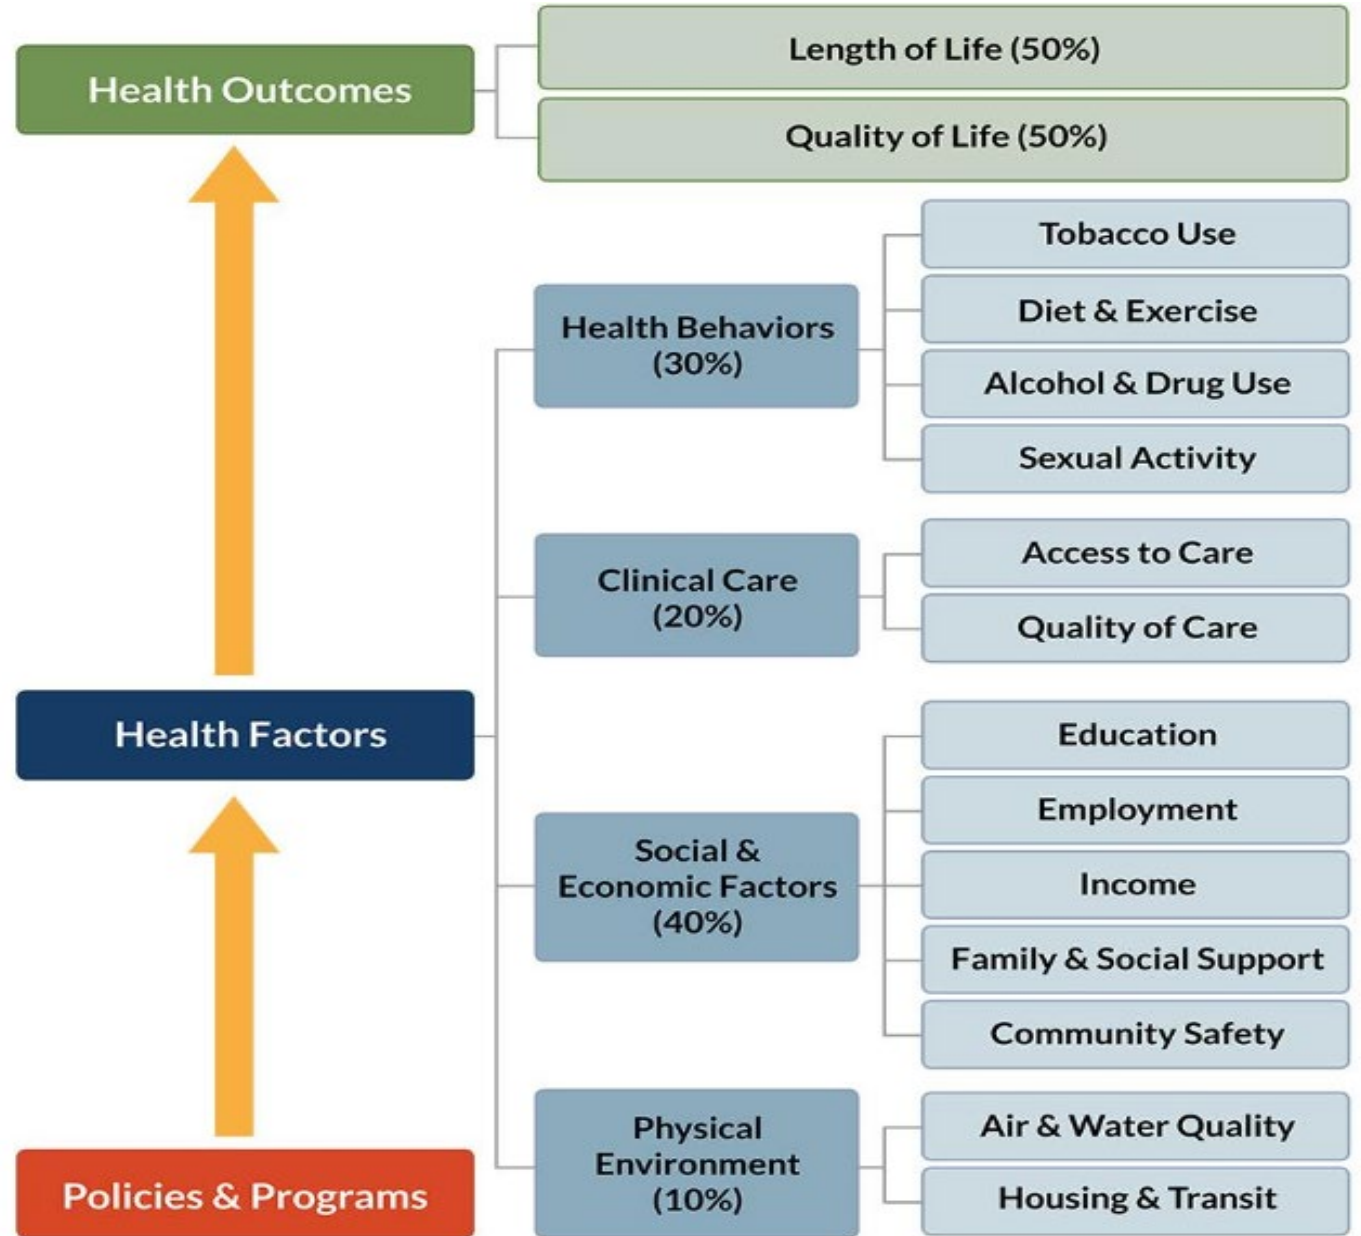 Health Outcomes
Length of Life (50%)
Quality of Life (50%)
Health Factors
Health Behaviors
(30%)
Tobacco Use
Diet & Exercise
Alcohol & Drug Use
Sexual Activity
Clinical Care
(20%)
Access to Care
Quality of Care
Social &
Economic Factors
(40%)
Education
Employment
Income
Family & Social Support
Community Safety
Physical
Environment
(10%)
Air & Water Quality
Housing & Transit
Policies & Programs